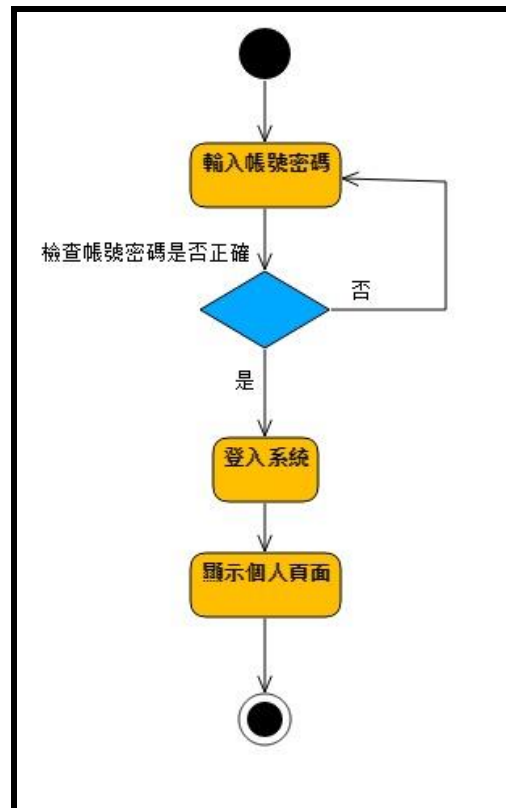 輸入帳號密碼
檢查帳號密碼是否正確
否
是
登入系統
顯示個人頁面